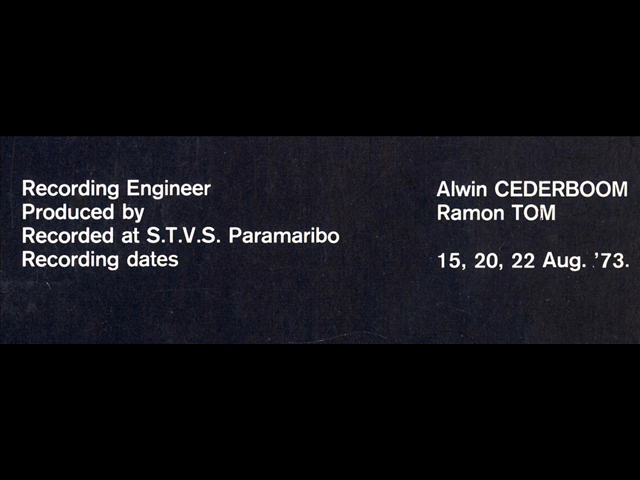 Recording Engineer Alwin CEDERBOOM
Produced by Ramon TOM
Recorded at S.T.V.S. Paramaribo
Recording dates 15, 20, 22 Aug. '73.